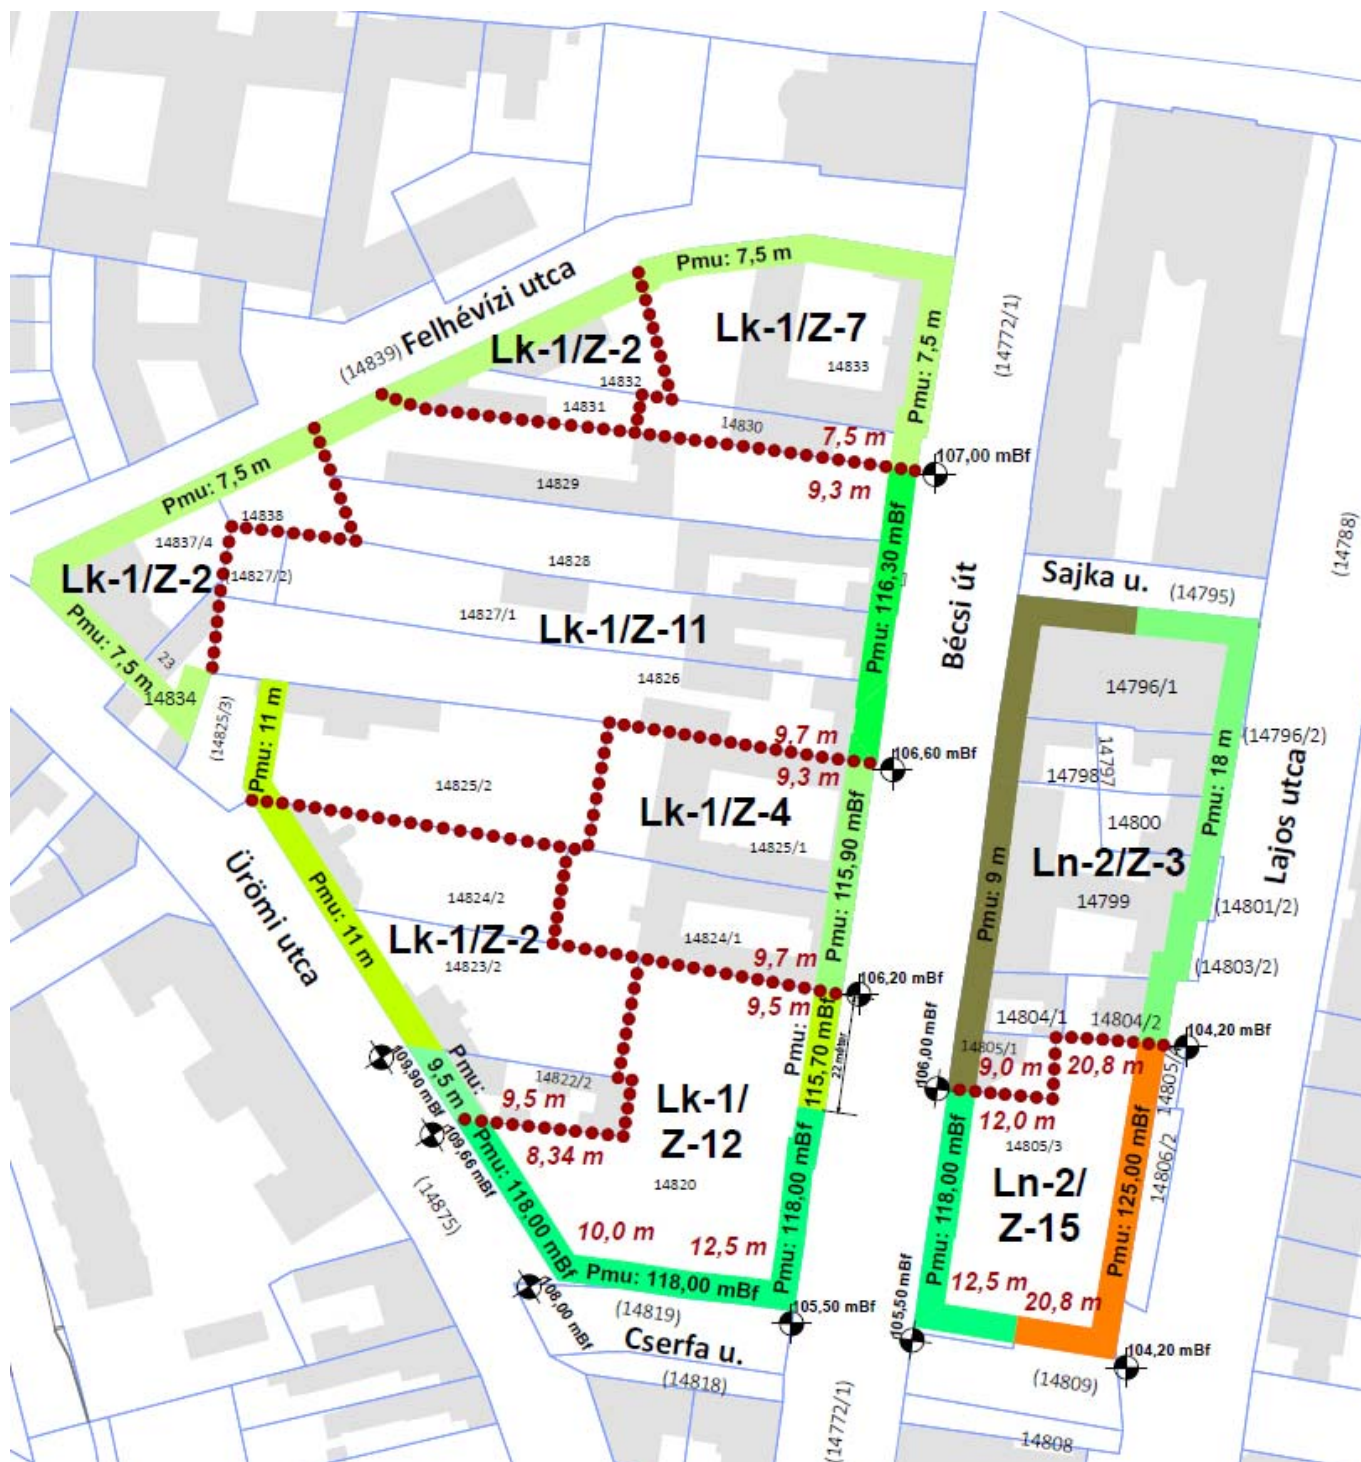 Pmu: 7,5 m
Felhévízi utca
(14839)
Lk-1/Z-7
14833
Pmu: 7,5 m
(14772/1)
Lk-1/Z-2
14832
14831
14830
7,5 m
107,00 mBf
9,3 m
Pmu: 7,5 m
14829
14838
14837/4
Lk-1/Z-2
(14827/2)
14828
Pmu: 116,30 mBf
14827/1
Lk-1/Z-11
Bécsi út
Sajka u.
(14795)
(14788)
Pmu: 7,5 m
23
14834
(14825/3)
14826
Pmu: 11 m
9,7 m
106,60 mBf
9,3 m
14825/2
Lk-1/Z-4
14825/1
Pmu: 115,90 mBf
14796/1
(14796/2)
14797
14798
14800
Pmu: 18 m
Lajos utca
Ln-2/Z-3
Pmu: 9 m
14799
(14801/2)
(14803/2)
Ürömi utca
Pmu: 11 m
14824/2
Lk-1/Z-2
14823/2
14824/1
9,7 m
106,20 mBf
9,5 m
Pmu:
115,70 mBf
22 méter
14804/1
14804/2
104,20 mBf
14805/1
106,00 mBf
9,0 m
20,8 m
12,0 m
14805/3
14806/2
109,90 mBf
Pmu:
9,5 m
14822/2
9,5 m
8,34 m
109,66 mBf
Lk-1/
Z-12
14820
(14875)
Pmu: 118,00 mBf
10,0 m
12,5 m
Pmu: 118,00 mBf
Pmu: 118,00 mBf
108,00 mBf
(14819)
Cserfa u.
(14818)
105,50 mBf
(14772/1)
Ln-2/
Z-15
Pmu: 118,00 mBf
Pmu: 125,00 mBf
12,5 m
20,8 m
105,50 mBf
104,20 mBf
(14809)
14808